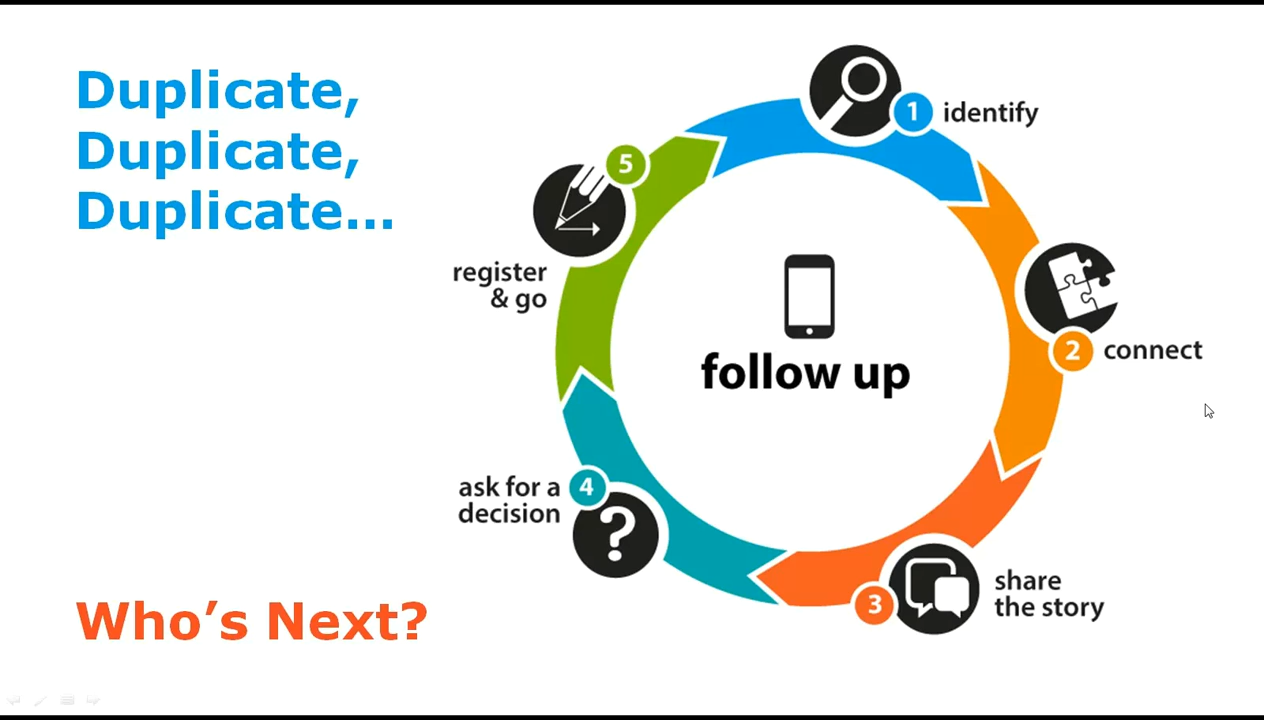 Duplicate,
Duplicate,
Duplicate...
Who’s Next?
1 identify
2 connect
3 share
the story
4 ask for a
decision
5
register
& go
follow up
?